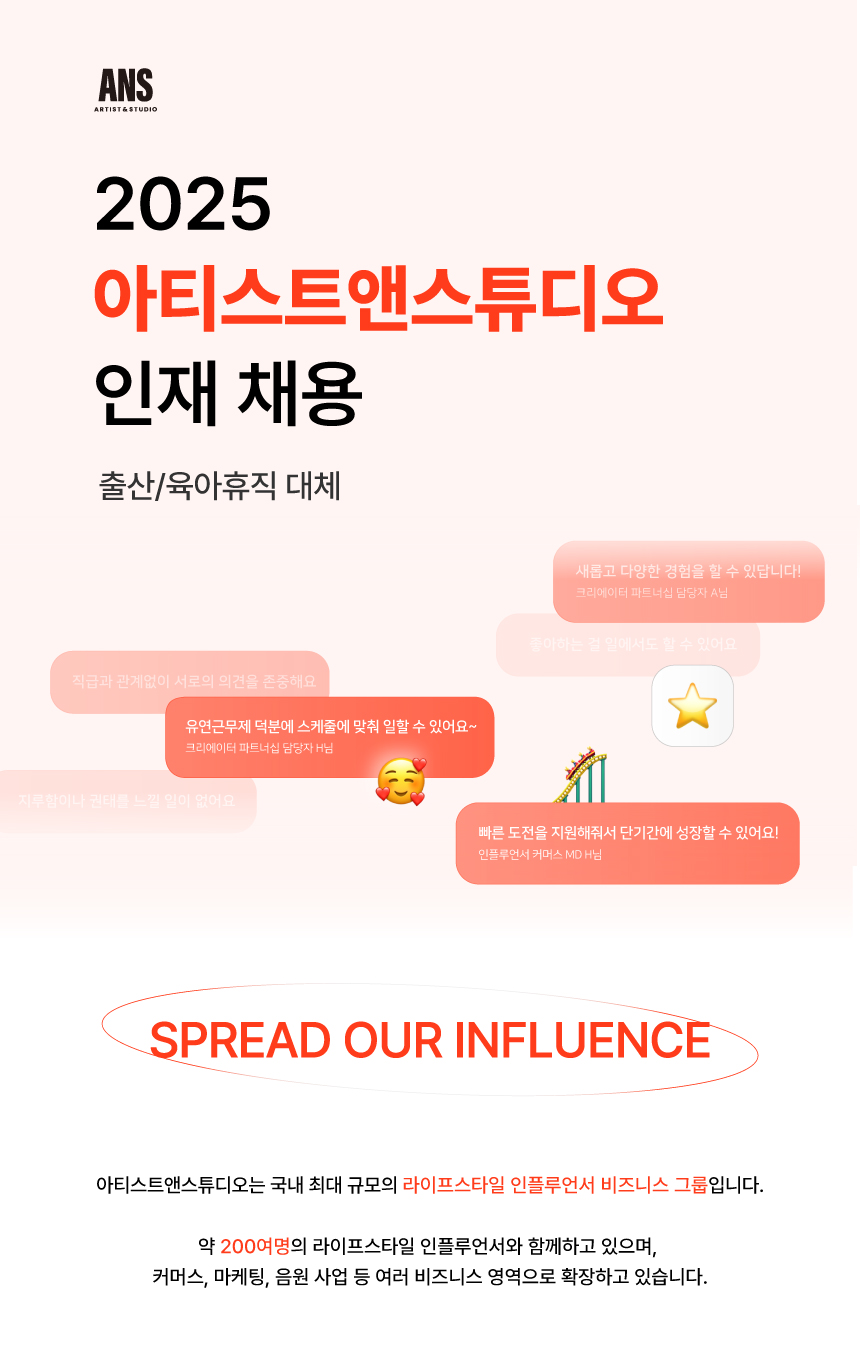 ANS
ARTIST & STUDIO
2025
아티스트앤스튜디오
인재 채용
출산/육아휴직 대체
새롭고 다양한 경험을 할 수 있답니다!
크리에이터 파트너십 담당자 A님
좋아하는 걸 일에서도 할 수 있어요
직급과 관계없이 서로의 의견을 존중해요
유연근무제 덕분에 스케줄에 맞춰 일할 수 있어요~
크리에이터 파트너십 담당자 H님
지루함이나 권태를 느낄 일이 없어요
빠른 도전을 지원해줘서 단기간에 성장할 수 있어요!
인플루언서 커머스 MD H님
SPREAD OUR INFLUENCE
아티스트앤스튜디오는 국내 최대 규모의 라이프스타일 인플루언서 비즈니스 그룹입니다.
약 200여명의 라이프스타일 인플루언서와 함께하고 있으며,
커머스, 마케팅, 음원 사업 등 여러 비즈니스 영역으로 확장하고 있습니다.